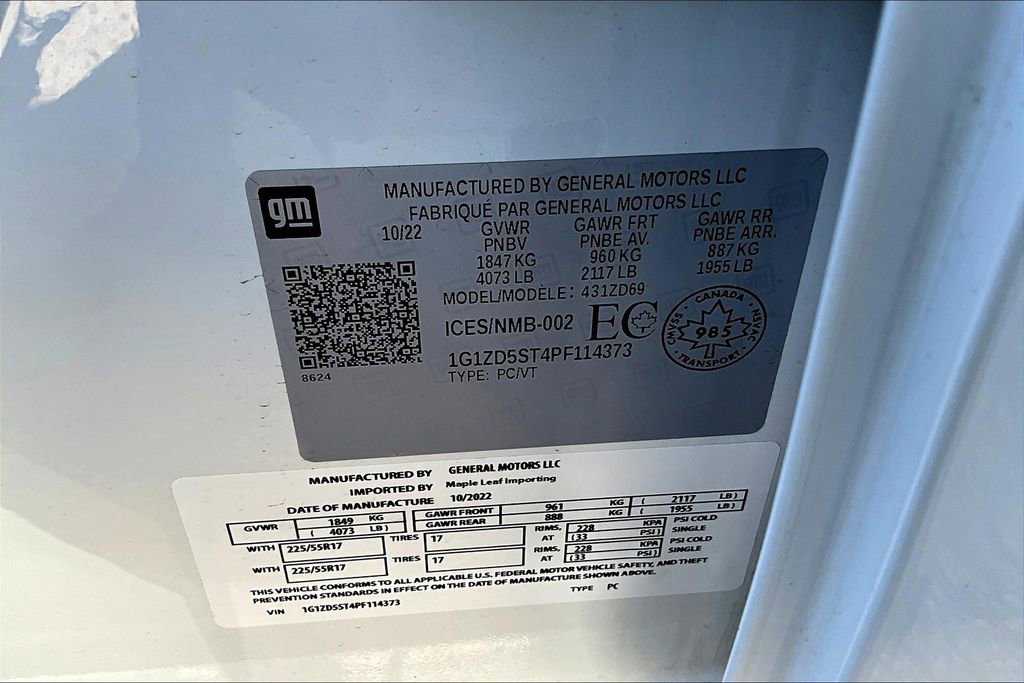 gm
MANUFACTURED BY GENERAL MOTORS LLC
FABRIQUÉ PAR GENERAL MOTORS LLC
10/22 GVWR GAWR FRT GAWR RR
PNBV PNBE AV. PNBE ARR.
1847 KG 960 KG 887 KG
4073 LB 2117 LB 1955 LB
MODEL/MODÈLE: 431ZD69
ICES/NMB-002 EC
CANADA
CMVSS 985 NSVAC
TRANSPORT
1G1ZD5ST4PF114373
TYPE: PC/VT
8624
MANUFACTURED BY GENERAL MOTORS LLC
IMPORTED BY Maple Leaf Importing
DATE OF MANUFACTURE 10/2022
GVWR 1849 KG GAWR FRONT 961 KG ( 2117 LB )
( 4073 LB ) GAWR REAR 888 KG ( 1955 LB )
WITH 225/55R17 TIRES 17 RIMS, AT 228 KPA (33 PSI) PSI COLD SINGLE
WITH 225/55R17 TIRES 17 RIMS, AT 228 KPA (33 PSI) PSI COLD SINGLE
THIS VEHICLE CONFORMS TO ALL APPLICABLE U.S. FEDERAL MOTOR VEHICLE SAFETY, AND THEFT
PREVENTION STANDARDS IN EFFECT ON THE DATE OF MANUFACTURE SHOWN ABOVE.
VIN 1G1ZD5ST4PF114373 TYPE PC